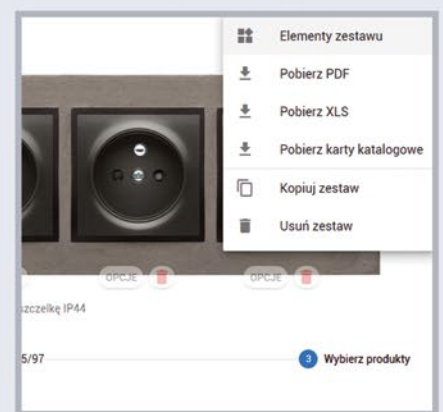 Elementy zestawu
Pobierz PDF
Pobierz XLS
Pobierz karty katalogowe
Kopiuj zestaw
Usuń zestaw
OPCJE
OPCJE
IP44
5/97
3 Wybierz produkty